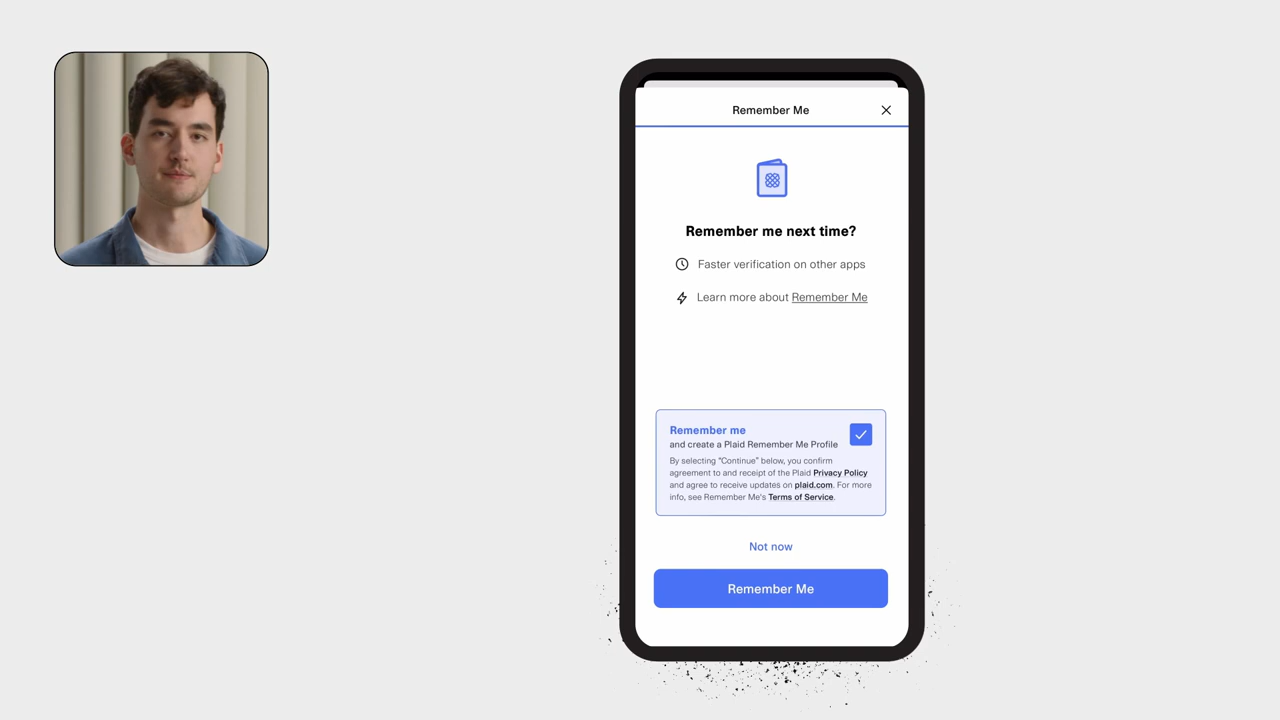 Remember Me
Remember me next time?
Faster verification on other apps
Learn more about Remember Me
Remember me
and create a Plaid Remember Me Profile
By selecting “Continue” below, you confirm
agreement to and receipt of the Plaid Privacy Policy
and agree to receive updates on plaid.com. For more
info, see Remember Me's Terms of Service.
Not now
Remember Me